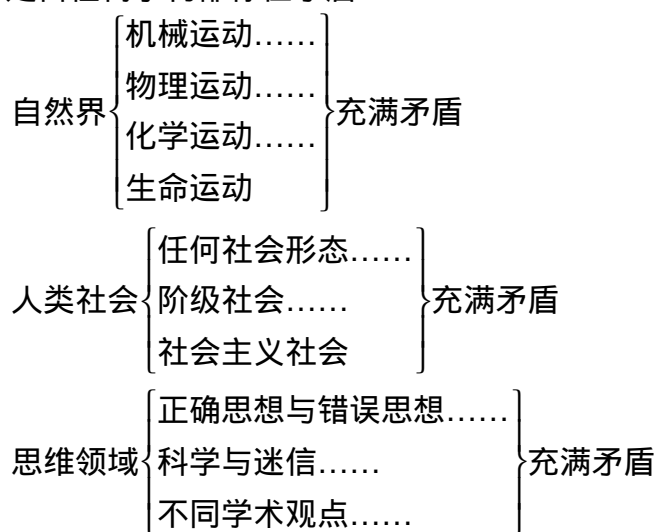 机械运动……
物理运动……
自然界 充满矛盾
化学运动……
生命运动
任何社会形态……
人类社会 阶级社会…… 充满矛盾
社会主义社会
正确思想与错误思想……
思维领域 科学与迷信…… 充满矛盾
不同学术观点……